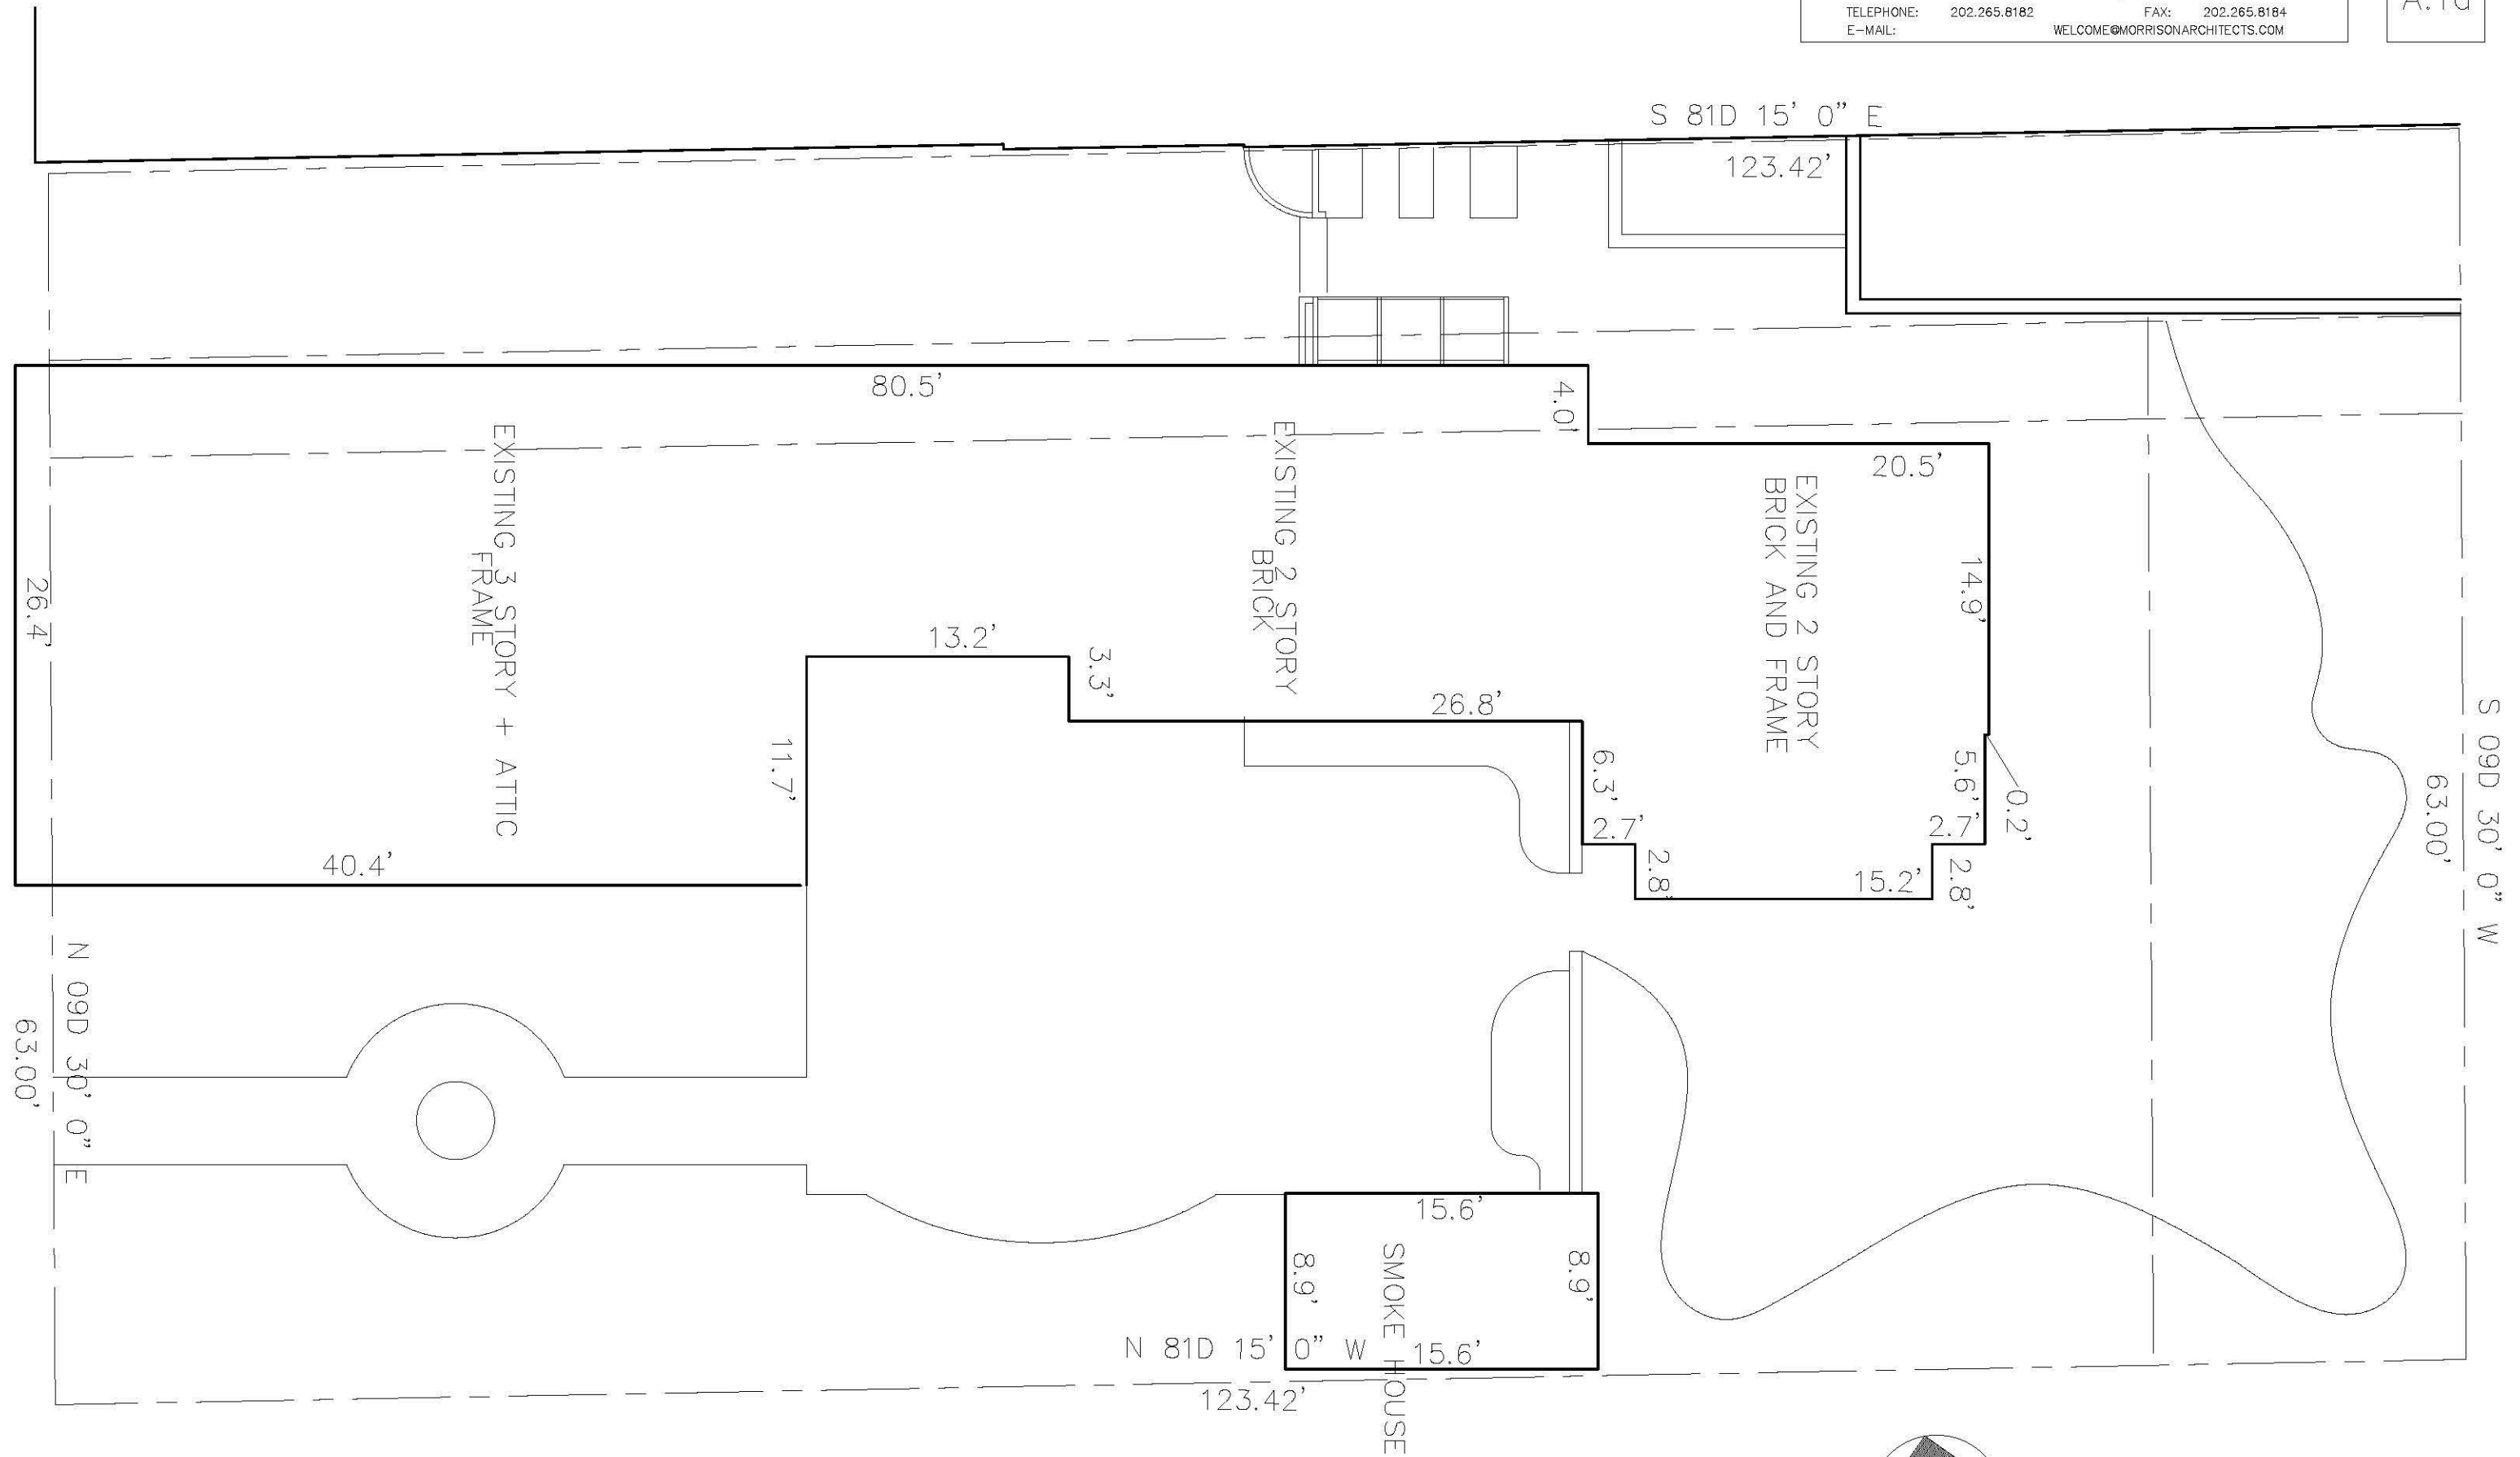 TELEPHONE: 202.265.8182 FAX: 202.265.8184
E-MAIL: WELCOME@MORRISONARCHITECTS.COM
S 81D 15' 0" E
123.42'
80.5'
4.0'
20.5'
EXISTING 3 STORY + ATTIC
FRAME
EXISTING 2 STORY
BRICK
EXISTING 2 STORY
BRICK AND FRAME
14.9'
26.4'
13.2'
3.3'
26.8'
11.7'
6.3'
5.6'
0.2'
2.7'
2.7'
2.8'
15.2'
2.8'
40.4'
S 09D 30' 0" W
63.00'
N 09D 30' 0" E
63.00'
15.6'
8.9'
8.9'
SMOKE HOUSE
15.6'
N 81D 15' 0" W
123.42'